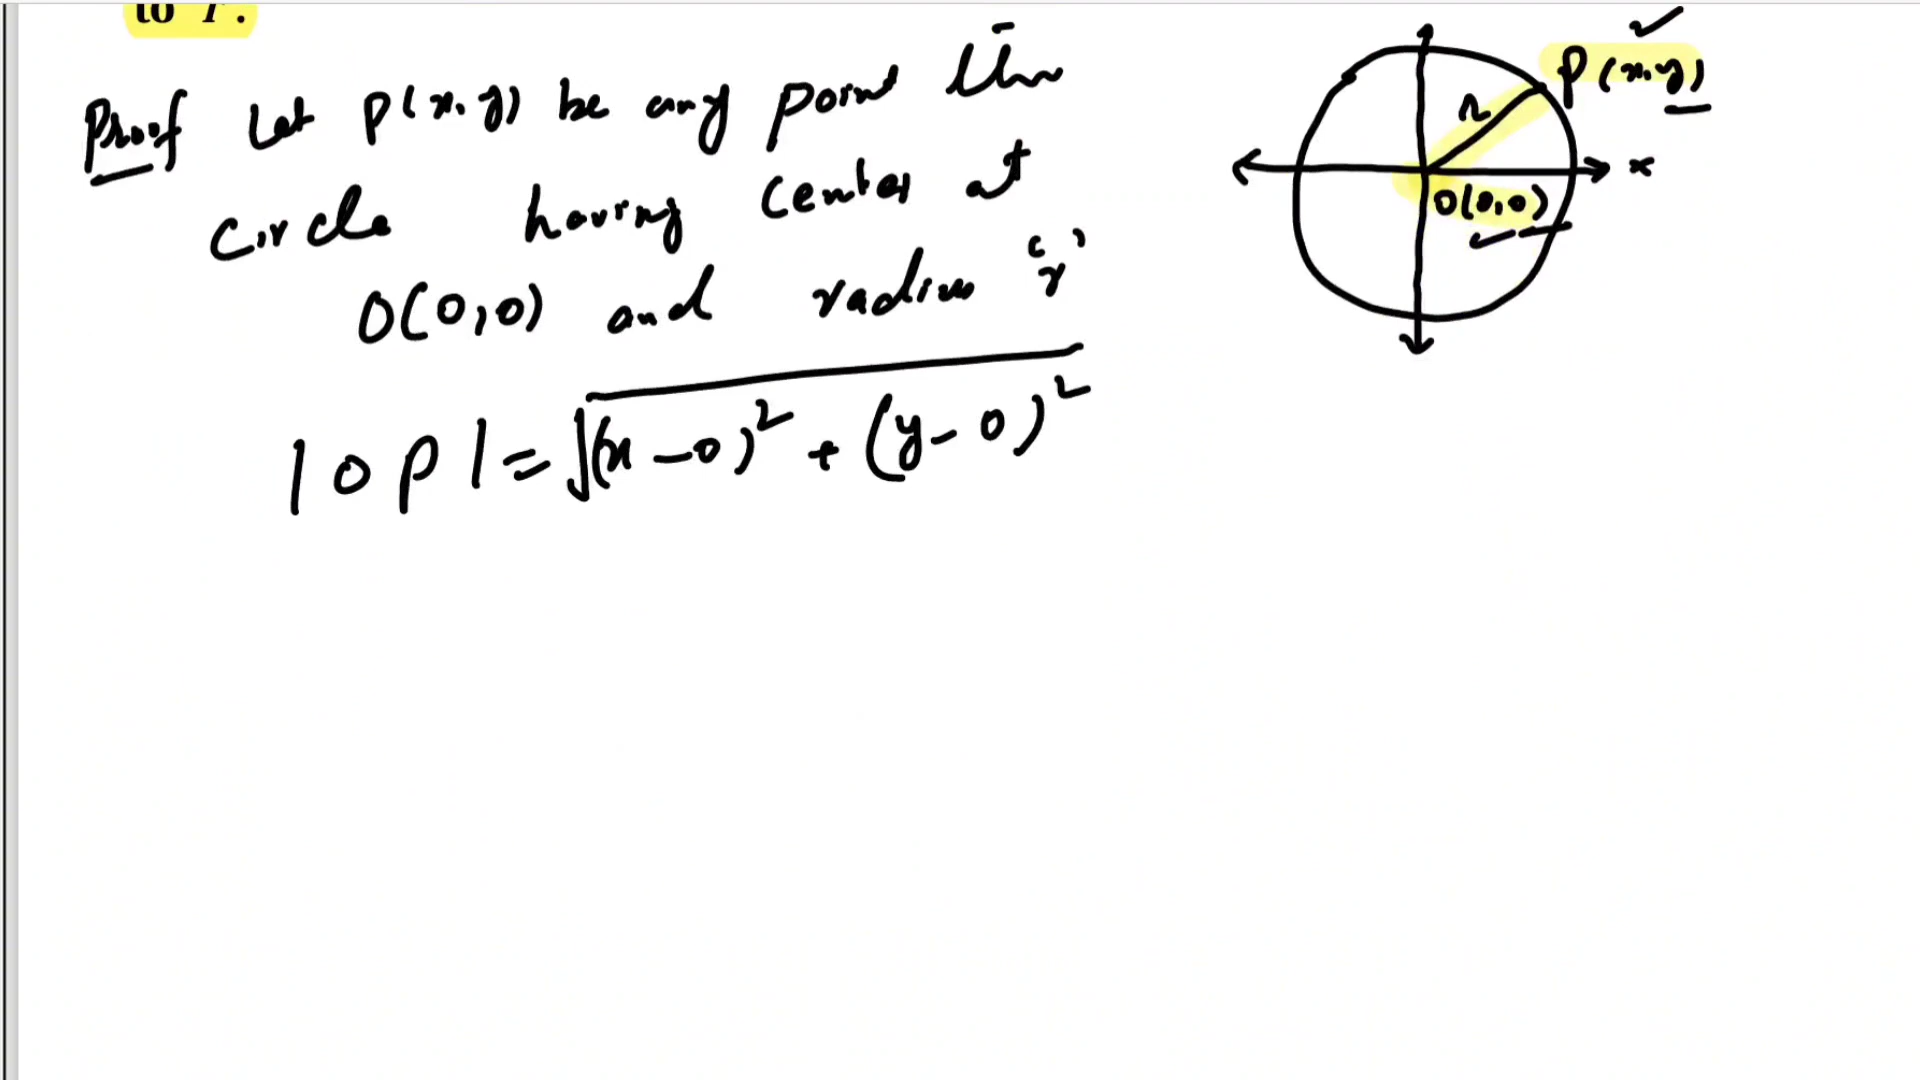 to r.
P(x,y)
Proof Let P(x,y) be any point the
r
x
circle having center at
O(0,0)
O(0,0) and radius 'r'
|OP| = √(x-0)² + (y-0)²